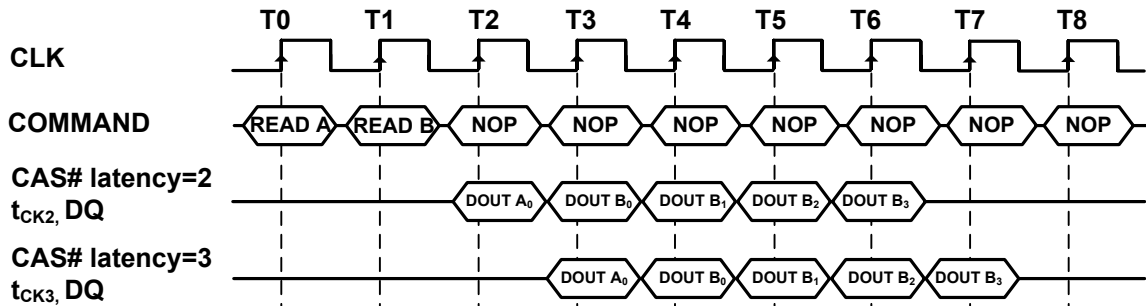 T0 T1 T2 T3 T4 T5 T6 T7 T8
CLK
COMMAND READ A READ B NOP NOP NOP NOP NOP NOP NOP
CAS# latency=2
tCK2, DQ DOUT A0 DOUT B0 DOUT B1 DOUT B2 DOUT B3
CAS# latency=3
tCK3, DQ DOUT A0 DOUT B0 DOUT B1 DOUT B2 DOUT B3